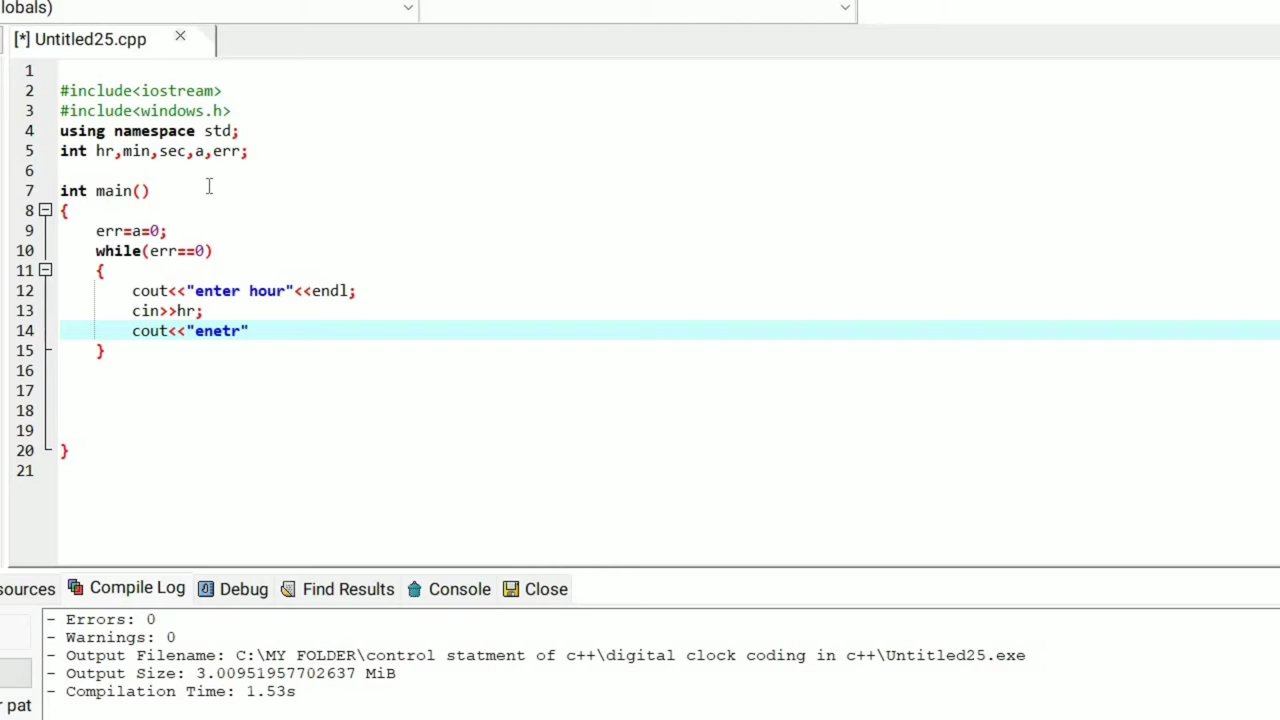 lobals)
[*] Untitled25.cpp
1
2 #include<iostream>
3 #include<windows.h>
4 using namespace std;
5 int hr,min,sec,a,err;
6
7 int main()
8 {
9 err=a=0;
10 while(err==0)
11 {
12 cout<<"enter hour"<<endl;
13 cin>>hr;
14 cout<<"enetr"
15 }
16
17
18
19
20 }
21
sources Compile Log Debug Find Results Console Close
- Errors: 0
- Warnings: 0
- Output Filename: C:\MY FOLDER\control statment of c++\digital clock coding in c++\Untitled25.exe
- Output Size: 3.00951957702637 MiB
- Compilation Time: 1.53s
r pat